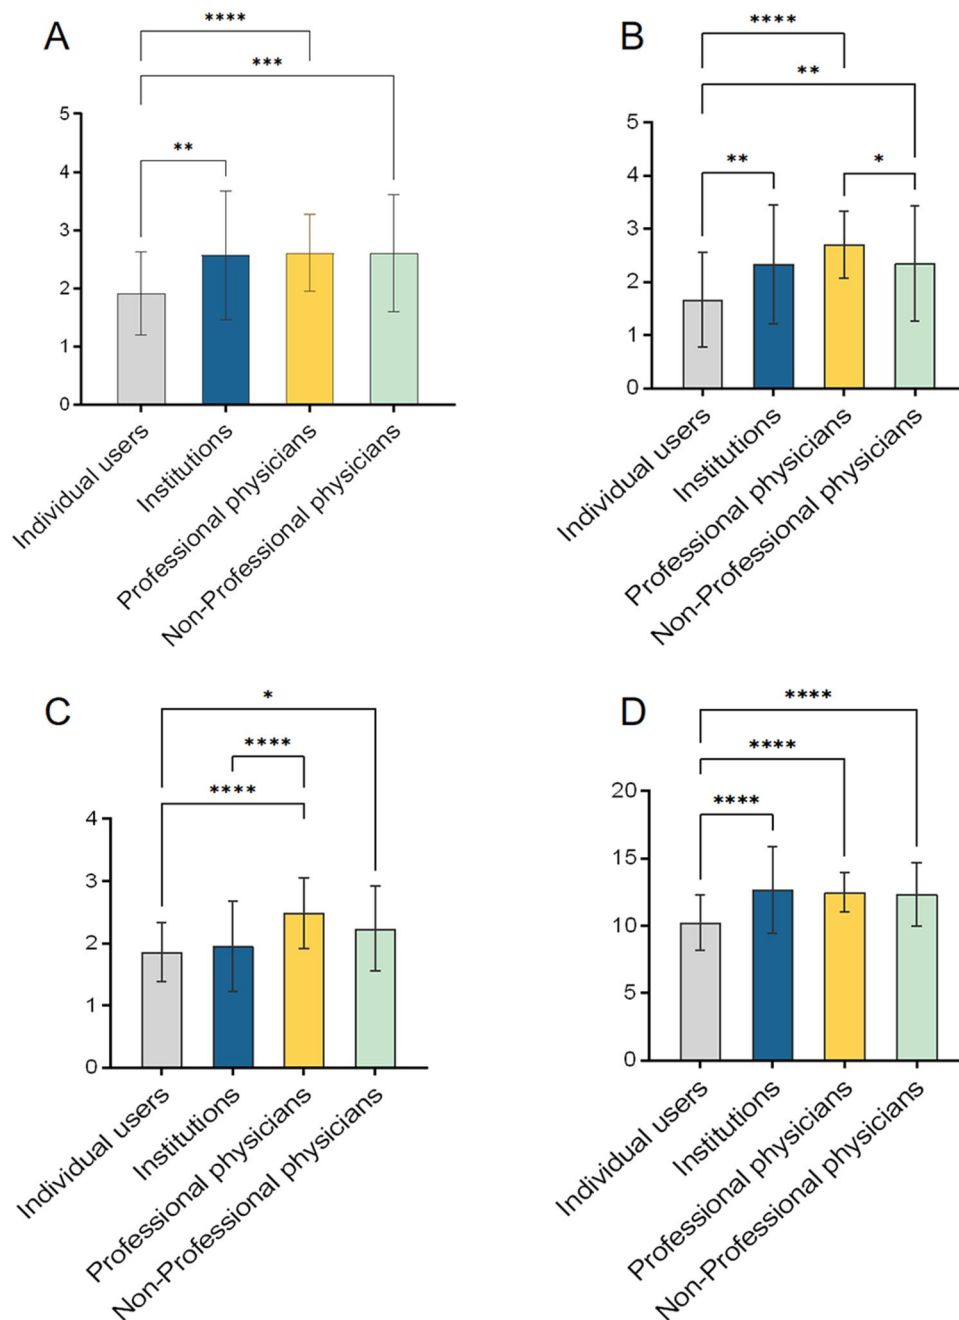 A
****
***
**
5
4
3
2
1
0
Individual users
Institutions
Professional physicians
Non-Professional physicians
B
****
**
**
*
5
4
3
2
1
0
Individual users
Institutions
Professional physicians
Non-Professional physicians
C
*
****
****
4
3
2
1
0
Individual users
Institutions
Professional physicians
Non-Professional physicians
D
****
****
****
20
15
10
5
0
Individual users
Institutions
Professional physicians
Non-Professional physicians